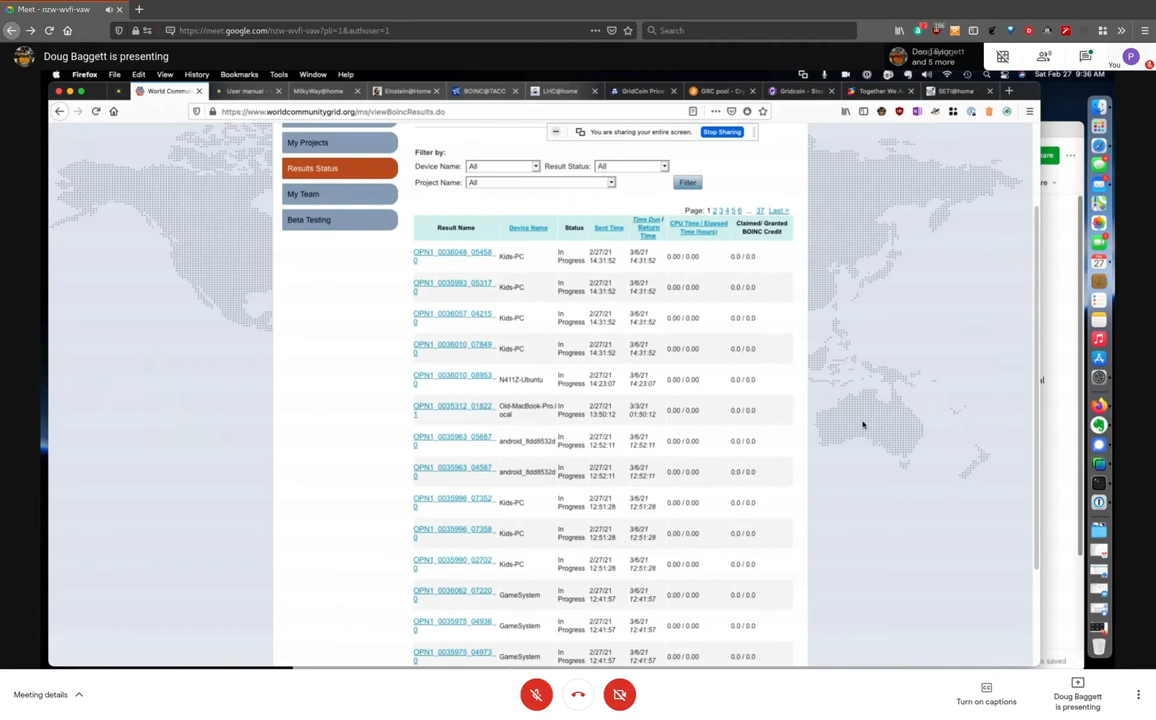 Meet - nzw-wvfi-vaw
https://meet.google.com/nzw-wvfi-vaw?pli=1&authuser=1
Search
Doug Baggett is presenting
and 5 more
You
Firefox File Edit View History Bookmarks Tools Window Help
Sat Feb 27 9:36 AM
World Commun
User manual -
MilkyWay@home
Einstein@Home
BOINC@TACC
LHC@home
GridCoin Price
GRC pool - Cry
Gridcoin - Step
Together We A
SETI@home
https://www.worldcommunitygrid.org/ms/viewBoincResults.do
You are sharing your entire screen. Stop Sharing
My Projects
Results Status
My Team
Beta Testing
Filter by:
Device Name: All Result Status: All
Project Name: All Filter
Page: 1 2 3 4 5 6 ... 37 Last >
Result Name Device Name Status Sent Time Time Due / Return Time CPU Time / Elapsed Time (hours) Claimed/ Granted BOINC Credit
OPN1_0036048_05458_0 Kids-PC In Progress 2/27/21 14:31:52 3/6/21 14:31:52 0.00 / 0.00 0.0 / 0.0
OPN1_0035993_05317_0 Kids-PC In Progress 2/27/21 14:31:52 3/6/21 14:31:52 0.00 / 0.00 0.0 / 0.0
OPN1_0036057_04215_0 Kids-PC In Progress 2/27/21 14:31:52 3/6/21 14:31:52 0.00 / 0.00 0.0 / 0.0
OPN1_0036010_07849_0 Kids-PC In Progress 2/27/21 14:31:52 3/6/21 14:31:52 0.00 / 0.00 0.0 / 0.0
OPN1_0036010_08953_0 N411Z-Ubuntu In Progress 2/27/21 14:23:07 3/6/21 14:23:07 0.00 / 0.00 0.0 / 0.0
OPN1_0035312_01822_1 Old-MacBook-Pro.local In Progress 2/27/21 13:50:12 3/3/21 01:50:12 0.00 / 0.00 0.0 / 0.0
OPN1_0035963_05687_0 android_8dd8532d In Progress 2/27/21 12:52:11 3/6/21 12:52:11 0.00 / 0.00 0.0 / 0.0
OPN1_0035963_04587_0 android_8dd8532d In Progress 2/27/21 12:52:11 3/6/21 12:52:11 0.00 / 0.00 0.0 / 0.0
OPN1_0035996_07352_0 Kids-PC In Progress 2/27/21 12:51:28 3/6/21 12:51:28 0.00 / 0.00 0.0 / 0.0
OPN1_0035996_07358_0 Kids-PC In Progress 2/27/21 12:51:28 3/6/21 12:51:28 0.00 / 0.00 0.0 / 0.0
OPN1_0035990_02702_0 Kids-PC In Progress 2/27/21 12:51:28 3/6/21 12:51:28 0.00 / 0.00 0.0 / 0.0
OPN1_0036062_07220_0 GameSystem In Progress 2/27/21 12:41:57 3/6/21 12:41:57 0.00 / 0.00 0.0 / 0.0
OPN1_0035975_04936_0 GameSystem In Progress 2/27/21 12:41:57 3/6/21 12:41:57 0.00 / 0.00 0.0 / 0.0
OPN1_0035975_04973_0 GameSystem In Progress 2/27/21 12:41:57 3/6/21 12:41:57 0.00 / 0.00 0.0 / 0.0
Meeting details
Turn on captions
Doug Baggett
is presenting